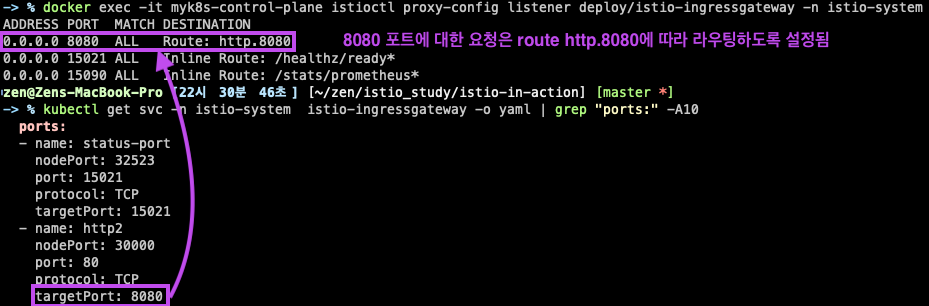 -> % docker exec -it myk8s-control-plane istioctl proxy-config listener deploy/istio-ingressgateway -n istio-system
ADDRESS PORT  MATCH DESTINATION
0.0.0.0 8080  ALL   Route: http.8080
8080 포트에 대한 요청은 route http.8080에 따라 라우팅하도록 설정됨
0.0.0.0 15021 ALL   Inline Route: /healthz/ready*
0.0.0.0 15090 ALL   Inline Route: /stats/prometheus*
zen@Zens-MacBook-Pro [22시 30분 46초] [~/zen/istio_study/istio-in-action] [master *]
-> % kubectl get svc -n istio-system  istio-ingressgateway -o yaml | grep "ports:" -A10
  ports:
  - name: status-port
    nodePort: 32523
    port: 15021
    protocol: TCP
    targetPort: 15021
  - name: http2
    nodePort: 30000
    port: 80
    protocol: TCP
    targetPort: 8080